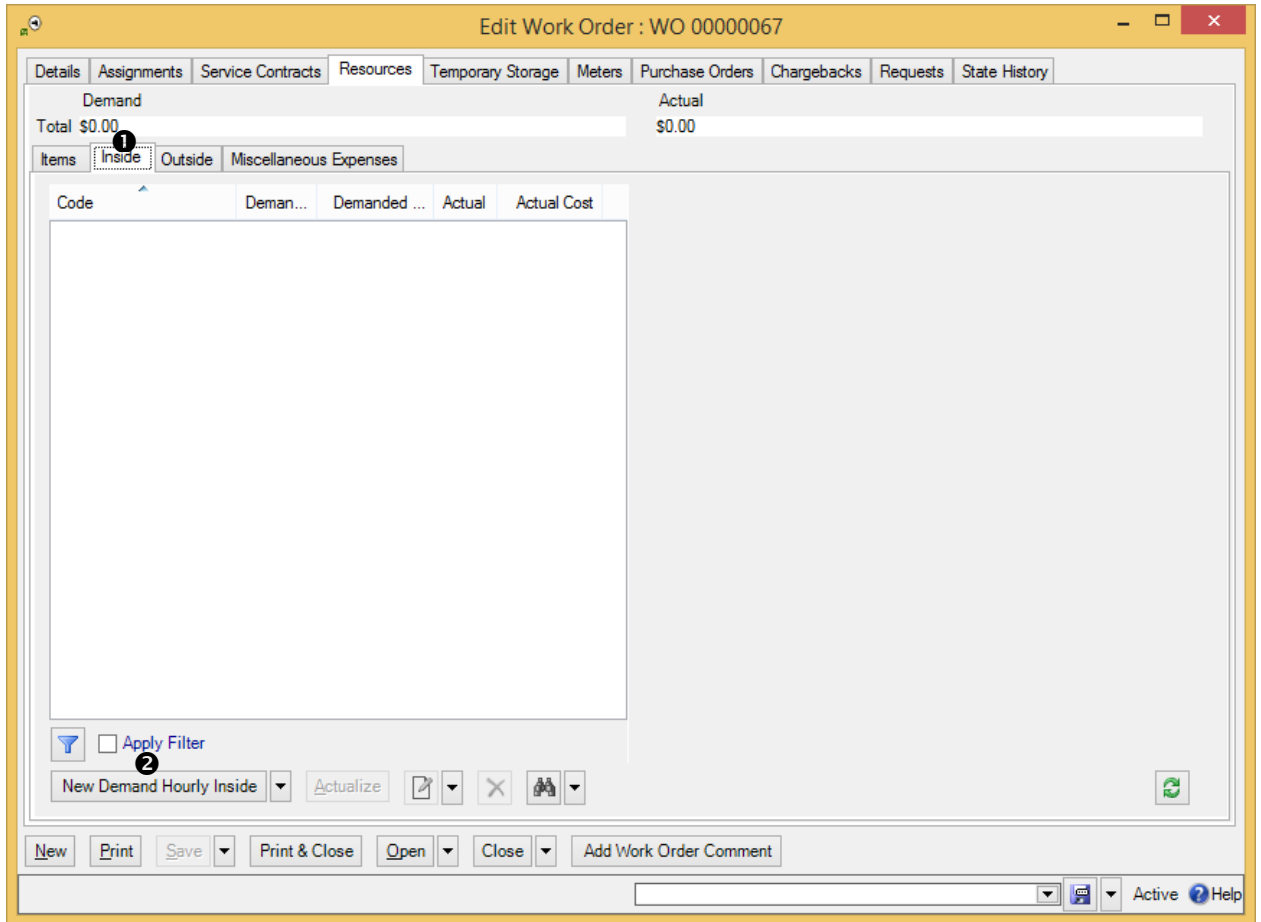 Edit Work Order : WO 00000067
Details Assignments Service Contracts Resources Temporary Storage Meters Purchase Orders Chargebacks Requests State History
Demand Actual
Total $0.00 $0.00
❶
Items Inside Outside Miscellaneous Expenses
Code Deman... Demanded ... Actual Actual Cost
Apply Filter
❷
New Demand Hourly Inside Actualize
New Print Save Print & Close Open Close Add Work Order Comment
Active Help